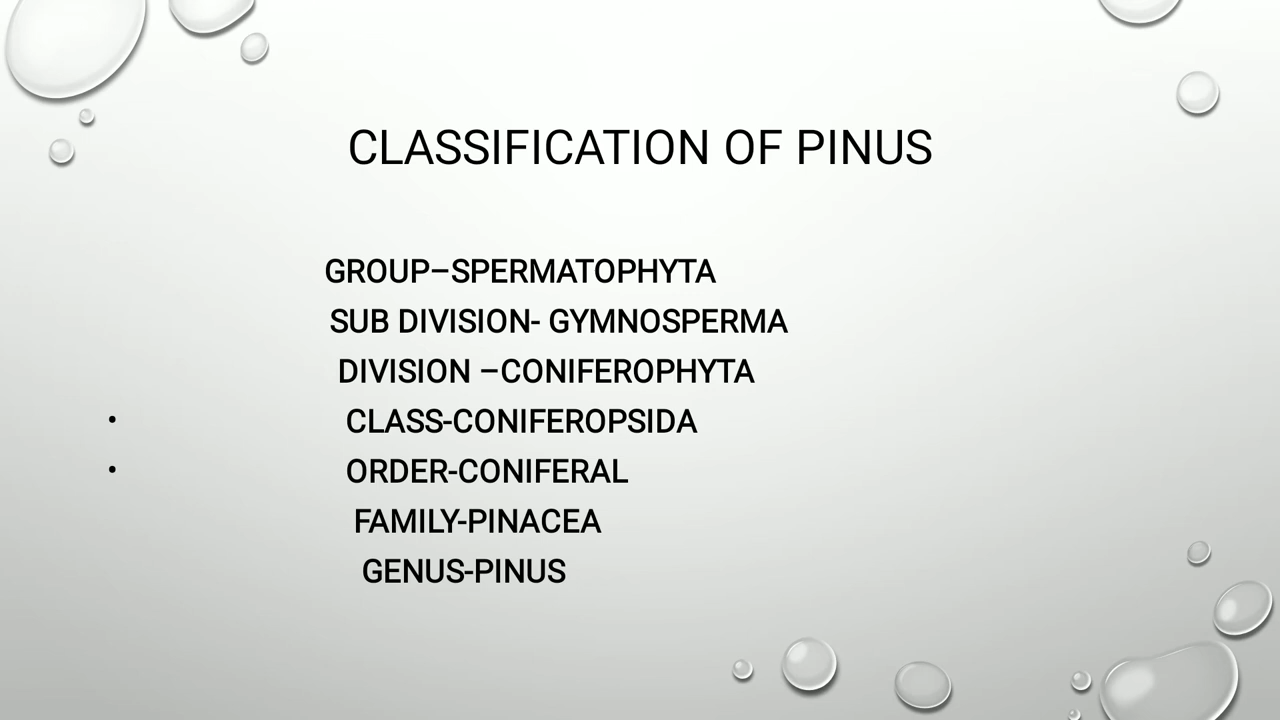 CLASSIFICATION OF PINUS
GROUP–SPERMATOPHYTA
SUB DIVISION- GYMNOSPERMA
DIVISION –CONIFEROPHYTA
• CLASS-CONIFEROPSIDA
• ORDER-CONIFERAL
FAMILY-PINACEA
GENUS-PINUS